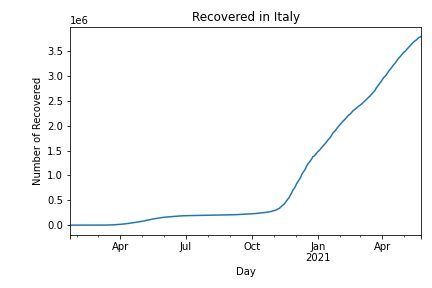 Recovered in Italy
1e6
3.5
3.0
2.5
2.0
1.5
1.0
0.5
0.0
Number of Recovered
Apr
Jul
Oct
Jan
2021
Apr
Day